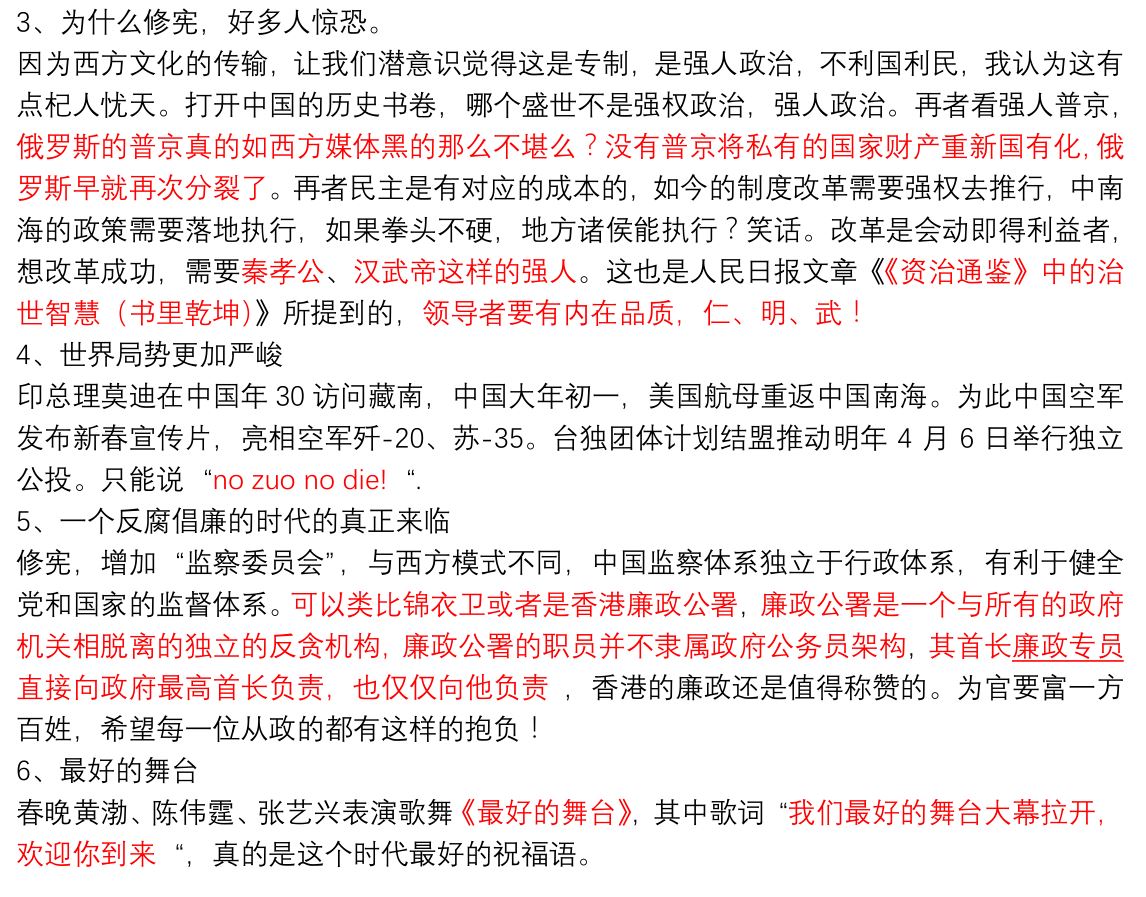 3、为什么修宪，好多人惊恐。
因为西方文化的传输，让我们潜意识觉得这是专制，是强人政治，不利国利民，我认为这有
点杞人忧天。打开中国的历史书卷，哪个盛世不是强权政治，强人政治。再者看强人普京，
俄罗斯的普京真的如西方媒体黑的那么不堪么？没有普京将私有的国家财产重新国有化，俄
罗斯早就再次分裂了。再者民主是有对应的成本的，如今的制度改革需要强权去推行，中南
海的政策需要落地执行，如果拳头不硬，地方诸侯能执行？笑话。改革是会动即得利益者，
想改革成功，需要秦孝公、汉武帝这样的强人。这也是人民日报文章《《资治通鉴》中的治
世智慧（书里乾坤）》所提到的，领导者要有内在品质，仁、明、武！
4、世界局势更加严峻
印总理莫迪在中国年 30 访问藏南，中国大年初一，美国航母重返中国南海。为此中国空军
发布新春宣传片，亮相空军歼-20、苏-35。台独团体计划结盟推动明年 4 月 6 日举行独立
公投。只能说 “no zuo no die! “.
5、一个反腐倡廉的时代的真正来临
修宪，增加 “监察委员会”，与西方模式不同，中国监察体系独立于行政体系，有利于健全
党和国家的监督体系。可以类比锦衣卫或者是香港廉政公署，廉政公署是一个与所有的政府
机关相脱离的独立的反贪机构，廉政公署的职员并不隶属政府公务员架构，其首长廉政专员
直接向政府最高首长负责，也仅仅向他负责 ，香港的廉政还是值得称赞的。为官要富一方
百姓，希望每一位从政的都有这样的抱负！
6、最好的舞台
春晚黄渤、陈伟霆、张艺兴表演歌舞《最好的舞台》，其中歌词 “我们最好的舞台大幕拉开，
欢迎你到来 “，真的是这个时代最好的祝福语。